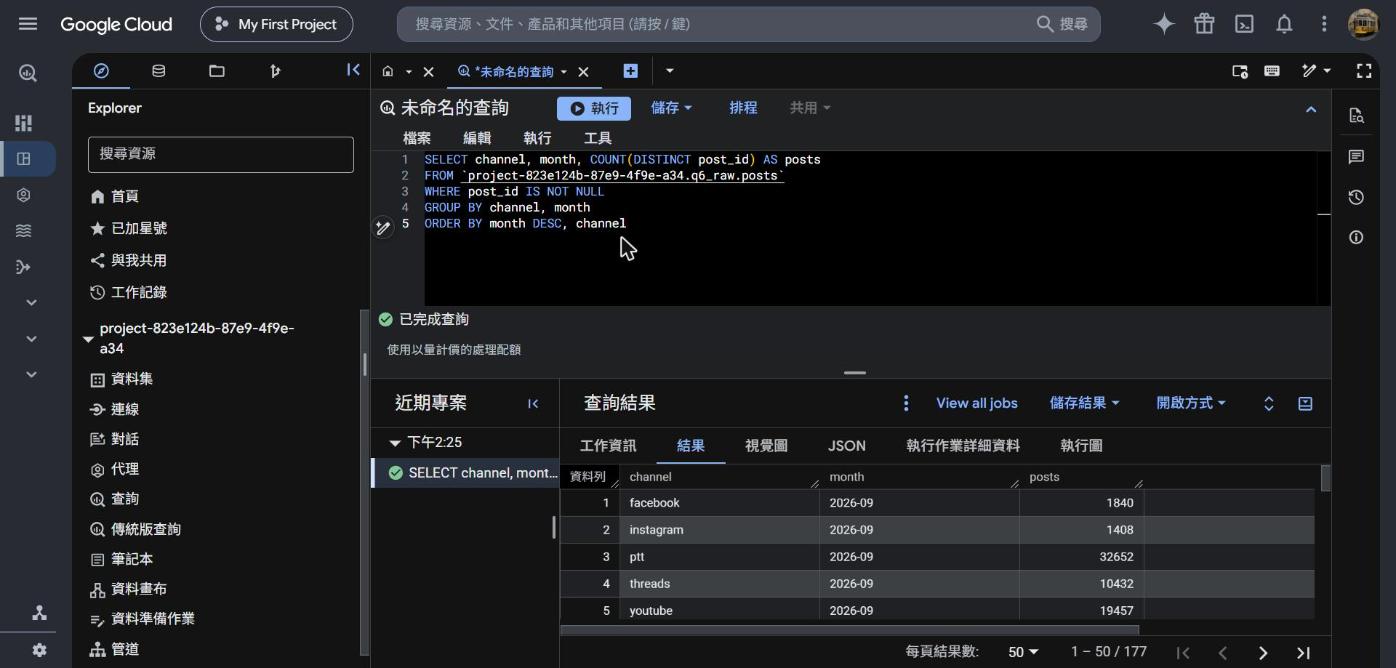 Google Cloud
My First Project
搜尋資源、文件、產品和其他項目 (請按 / 鍵)
搜尋
*未命名的查詢
Explorer
搜尋資源
首頁
已加星號
與我共用
工作記錄
project-823e124b-87e9-4f9e-
a34
資料集
連線
對話
代理
查詢
傳統版查詢
筆記本
資料畫布
資料準備作業
管道
未命名的查詢
執行
儲存
排程
共用
檔案 編輯 執行 工具
1 SELECT channel, month, COUNT(DISTINCT post_id) AS posts
2 FROM `project-823e124b-87e9-4f9e-a34.q6_raw.posts`
3 WHERE post_id IS NOT NULL
4 GROUP BY channel, month
5 ORDER BY month DESC, channel
已完成查詢
使用以量計價的處理配額
近期專案
下午2:25
SELECT channel, mont...
查詢結果
View all jobs
儲存結果
開啟方式
工作資訊 結果 視覺圖 JSON 執行作業詳細資料 執行圖
資料列 channel month posts
1 facebook 2026-09 1840
2 instagram 2026-09 1408
3 ptt 2026-09 32652
4 threads 2026-09 10432
5 youtube 2026-09 19457
每頁結果數: 50 1 – 50 / 177